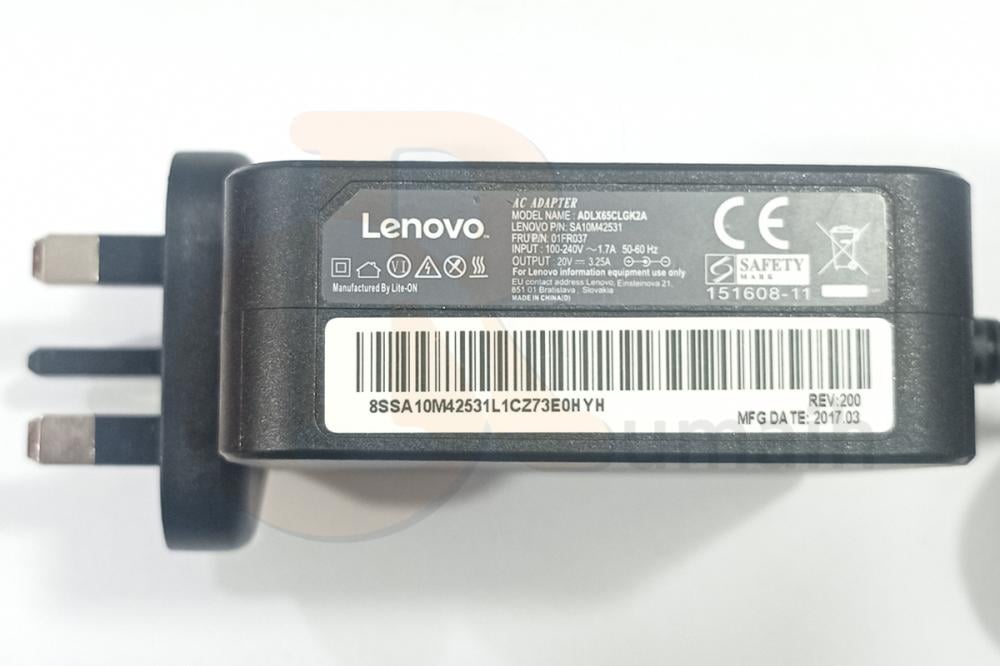 Lenovo
Manufactured By Lite-ON
AC ADAPTER
MODEL NAME : ADLX65CLGK2A
LENOVO P/N: SA10M42531
FRU P/N: 01FR037
INPUT : 100-240V ~ 1.7A 50-60 Hz
OUTPUT : 20V ⎓ 3.25A
For Lenovo information equipment use only
EU contact address Lenovo, Einsteinova 21,
851 01 Bratislava , Slovakia
MADE IN CHINA(D)
CE
SAFETY
MARK
151608-11
VI
8SSA10M42531L1CZ73E0HYH
REV:200
MFG DATE: 2017.03